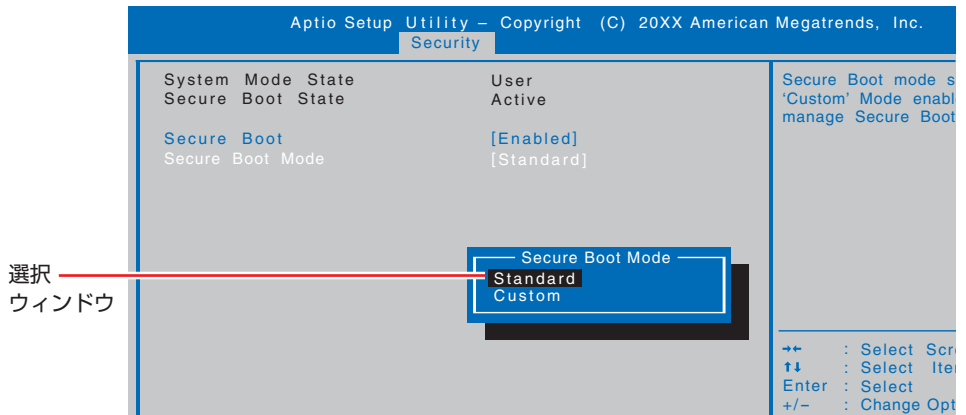 Aptio Setup Utility – Copyright (C) 20XX American Megatrends, Inc.
Security
System Mode State User
Secure Boot State Active
Secure Boot [Enabled]
Secure Boot Mode [Standard]
Secure Boot mode s
‘Custom’ Mode enabl
manage Secure Boot
選択
ウィンドウ
Secure Boot Mode
Standard
Custom
→← : Select Scre
↑↓ : Select Ite
Enter : Select
+/– : Change Opt